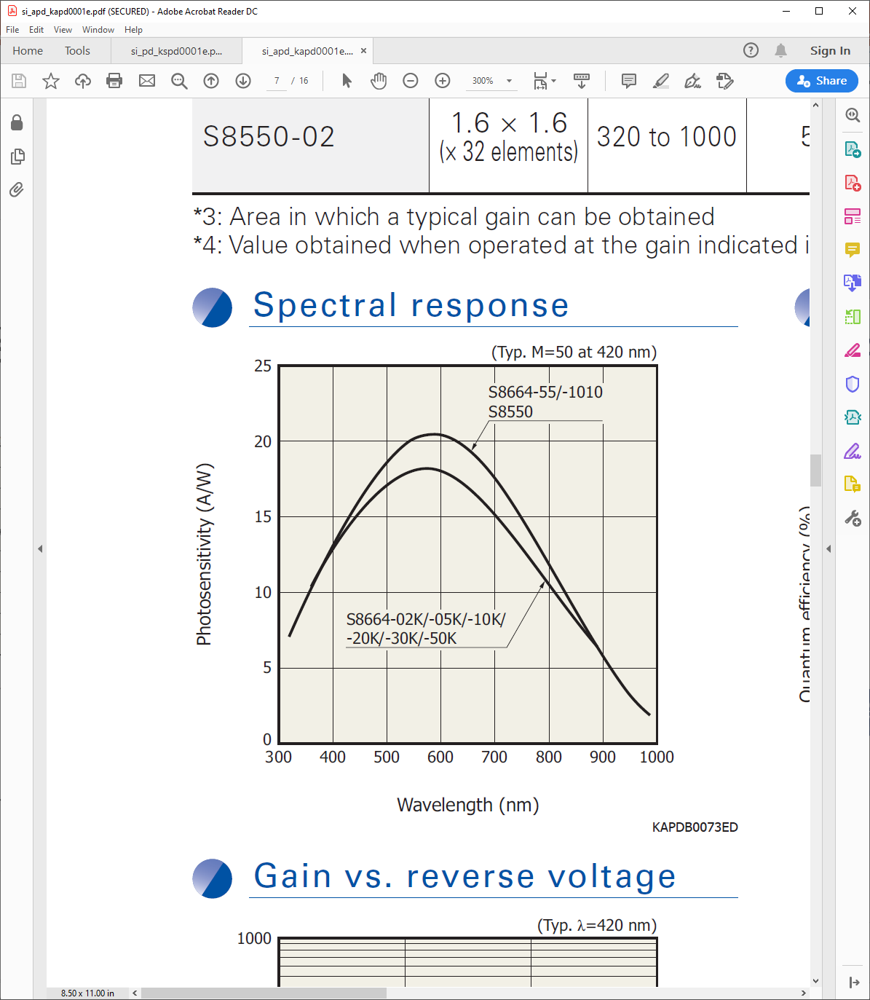 si_apd_kapd0001e.pdf (SECURED) - Adobe Acrobat Reader DC
File Edit View Window Help
Home Tools si_pd_kspd0001e.p... si_apd_kapd0001e.... × Sign In
7 / 16 300% Share
S8550-02
1.6 × 1.6
(× 32 elements)
320 to 1000
*3: Area in which a typical gain can be obtained
*4: Value obtained when operated at the gain indicated i
Spectral response
(Typ. M=50 at 420 nm)
25
20
15
10
5
0
Photosensitivity (A/W)
S8664-55/-1010
S8550
S8664-02K/-05K/-10K/
-20K/-30K/-50K
300 400 500 600 700 800 900 1000
Wavelength (nm)
KAPDB0073ED
Quantum efficiency (%)
Gain vs. reverse voltage
(Typ. λ=420 nm)
1000
8.50 x 11.00 in